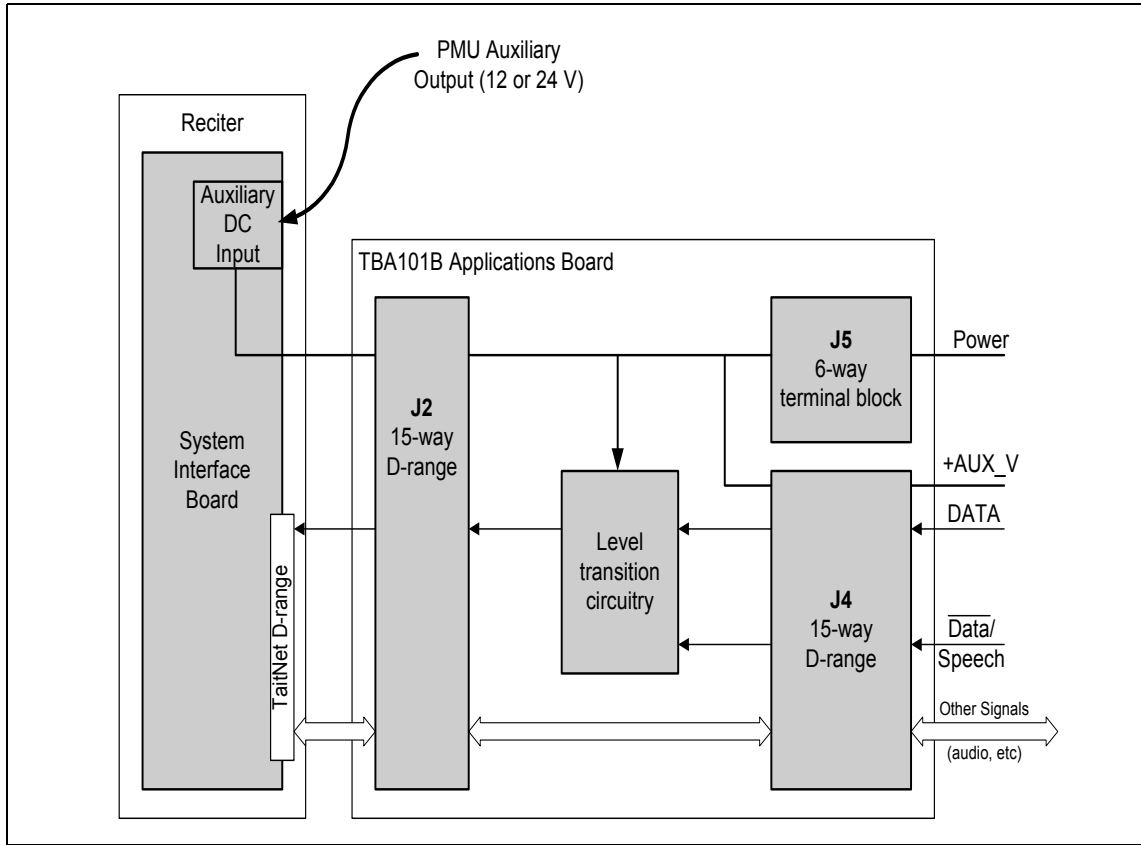 PMU Auxiliary
Output (12 or 24 V)
Reciter
Auxiliary
DC
Input
System
Interface
Board
TaitNet D-range
TBA101B Applications Board
J2
15-way
D-range
Level
transition
circuitry
J5
6-way
terminal block
J4
15-way
D-range
Power
+AUX_V
DATA
Data/
Speech
Other Signals
(audio, etc)